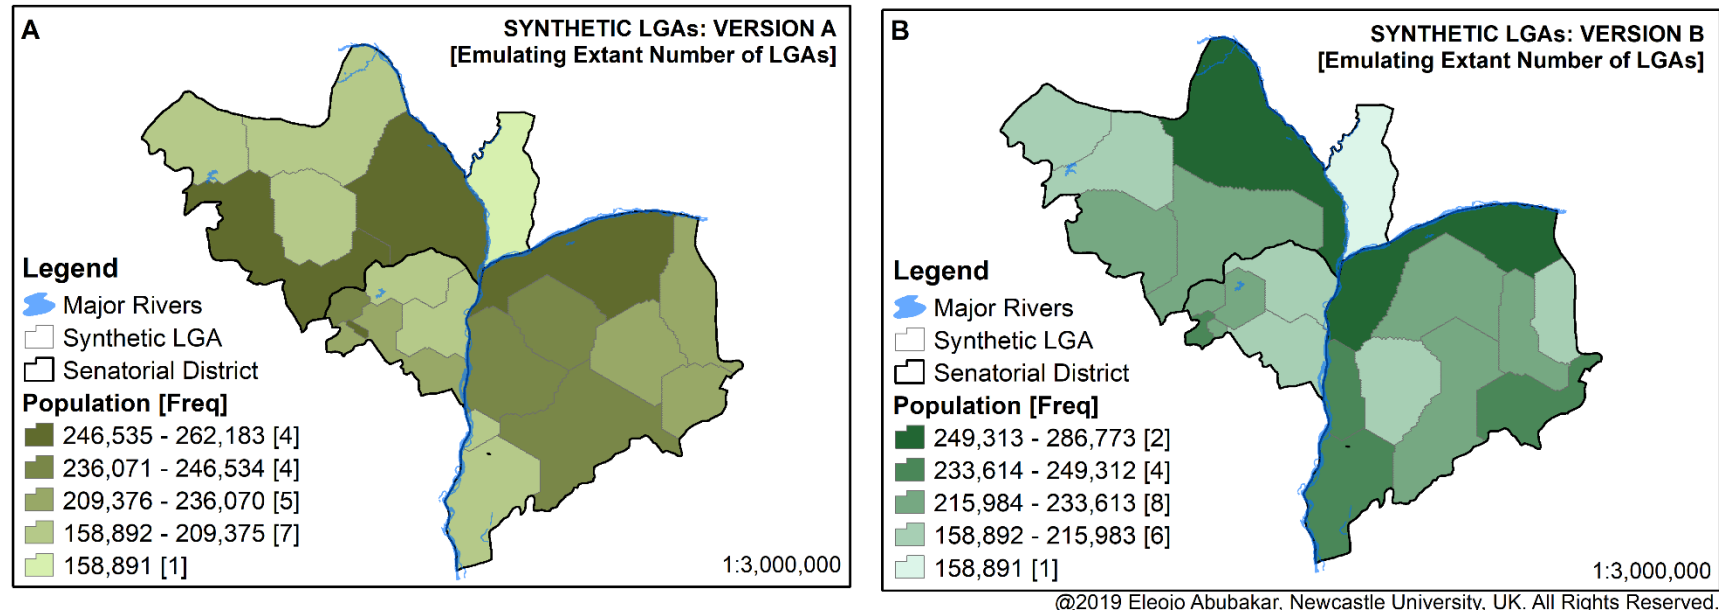 A
SYNTHETIC LGAs: VERSION A
[Emulating Extant Number of LGAs]
Legend
Major Rivers
Synthetic LGA
Senatorial District
Population [Freq]
246,535 - 262,183 [4]
236,071 - 246,534 [4]
209,376 - 236,070 [5]
158,892 - 209,375 [7]
158,891 [1]
1:3,000,000
B
SYNTHETIC LGAs: VERSION B
[Emulating Extant Number of LGAs]
Legend
Major Rivers
Synthetic LGA
Senatorial District
Population [Freq]
249,313 - 286,773 [2]
233,614 - 249,312 [4]
215,984 - 233,613 [8]
158,892 - 215,983 [6]
158,891 [1]
1:3,000,000
@2019 Eleojo Abubakar, Newcastle University, UK. All Rights Reserved.